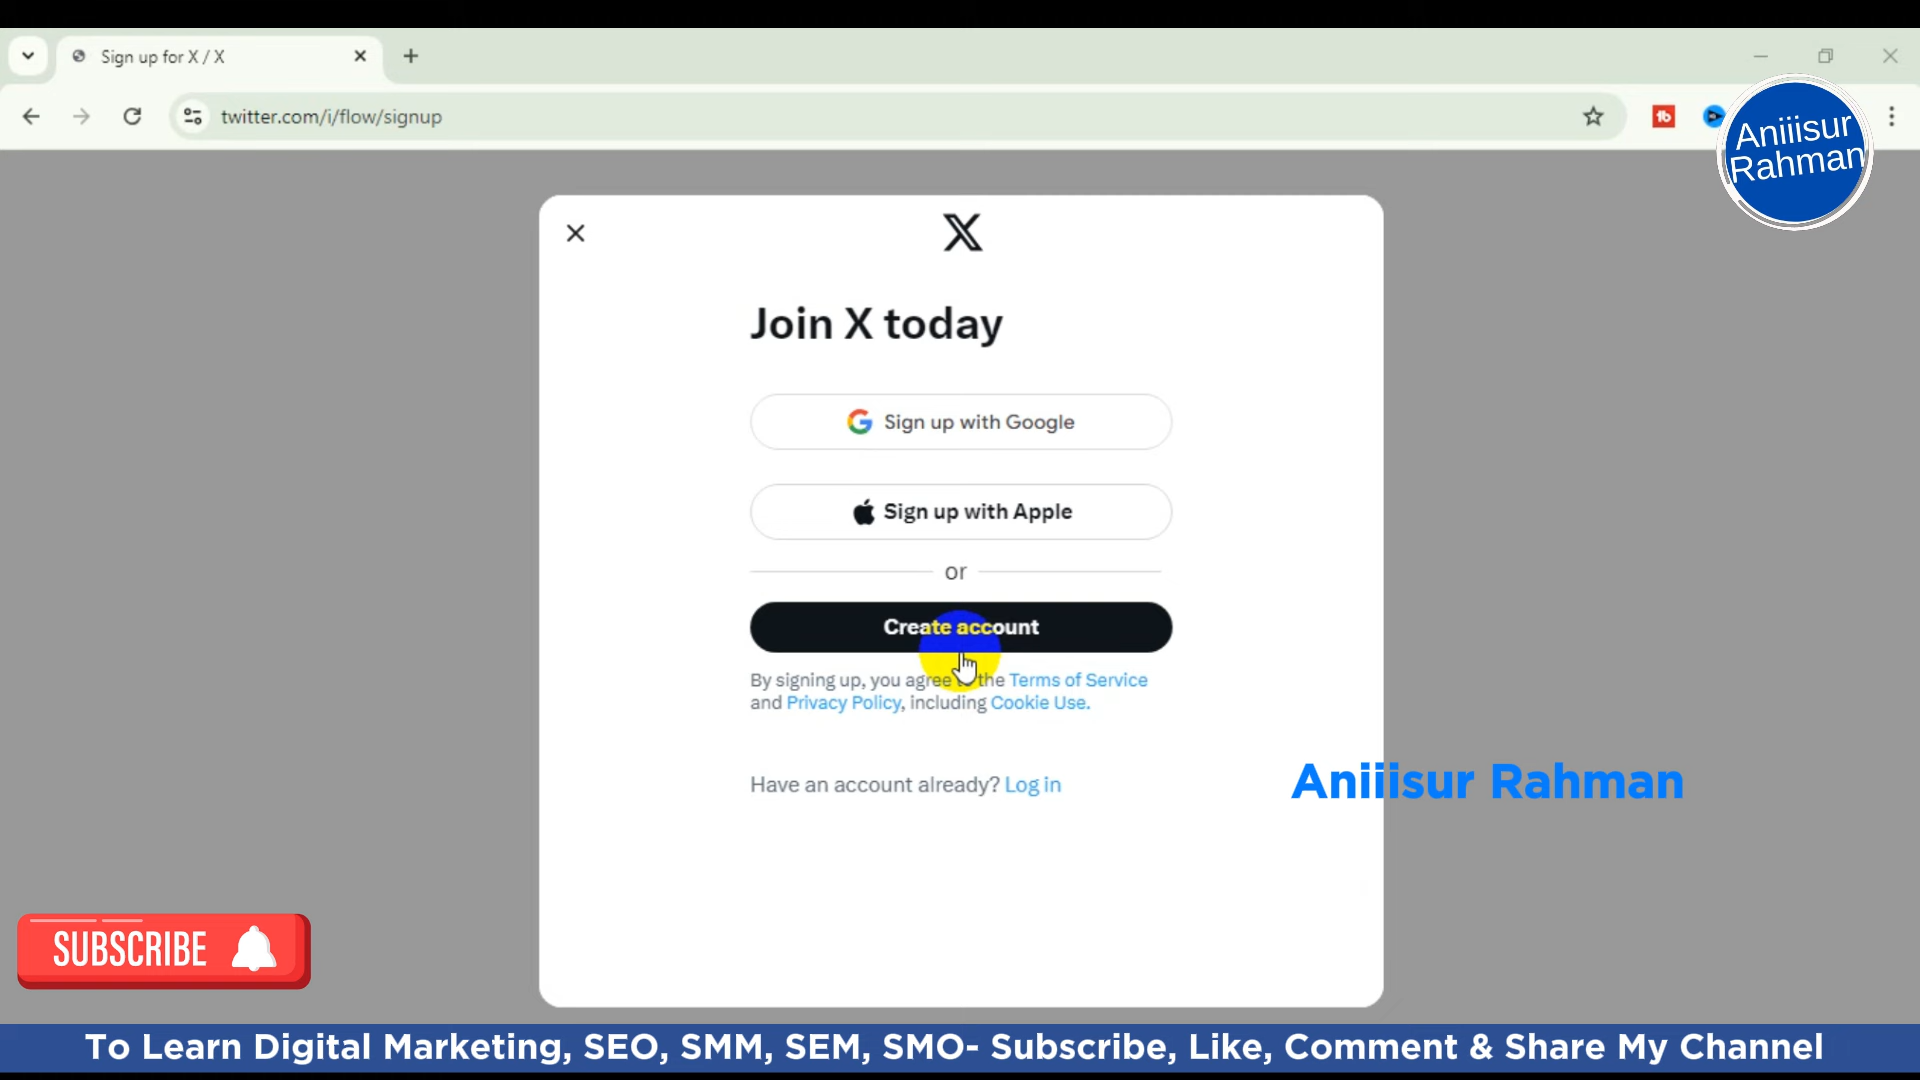 Sign up for X / X
twitter.com/i/flow/signup
Aniiisur
Rahman
Join X today
Sign up with Google
Sign up with Apple
or
Create account
By signing up, you agree to the Terms of Service
and Privacy Policy, including Cookie Use.
Have an account already? Log in
Aniiisur Rahman
SUBSCRIBE
To Learn Digital Marketing, SEO, SMM, SEM, SMO- Subscribe, Like, Comment & Share My Channel